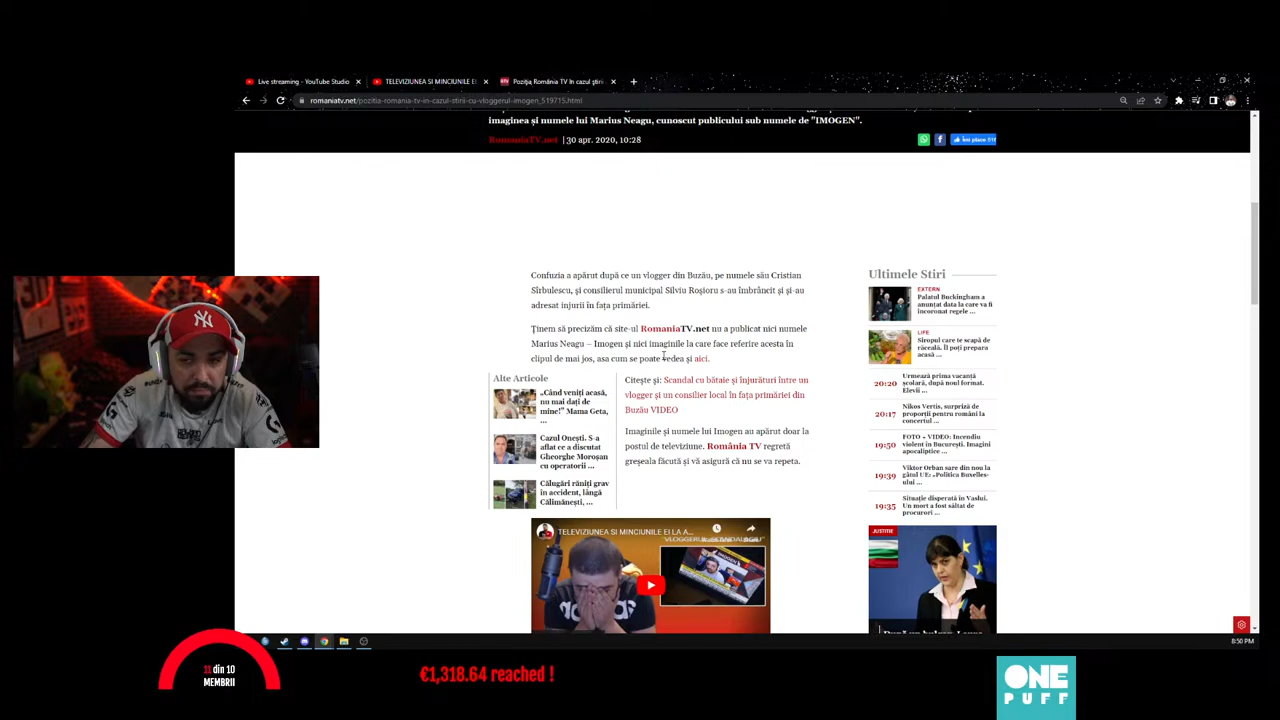 Live streaming - YouTube Studio
TELEVIZIUNEA SI MINCIUNILE EI
Poziţia România TV în cazul ştirii
romaniatv.net/pozitia-romania-tv-in-cazul-stirii-cu-vloggerul-imogen_519715.html
imaginea și numele lui Marius Neagu, cunoscut publicului sub numele de "IMOGEN".
RomaniaTV.net | 30 apr. 2020, 10:28
Îmi place
Confuzia a apărut după ce un vlogger din Buzău, pe numele său Cristian
Sîrbulescu, și consilierul municipal Silviu Roșioru s-au îmbrâncit și și-au
adresat injurii în fața primăriei.
Ținem să precizăm că site-ul RomaniaTV.net nu a publicat nici numele
Marius Neagu – Imogen și nici imaginile la care face referire acesta în
clipul de mai jos, asa cum se poate vedea și aici.
Alte Articole
„Când veniți acasă,
nu mai dați de
mine!” Mama Geta,
...
Cazul Onești. S-a
aflat ce a discutat
Gheorghe Moroșan
cu operatorii ...
Călugări răniți grav
în accident, lângă
Călimănești, ...
Citește și: Scandal cu bătaie și înjurături între un
vlogger și un consilier local în fața primăriei din
Buzău VIDEO
Imaginile și numele lui Imogen au apărut doar la
postul de televiziune. România TV regretă
greșeala făcută și vă asigură că nu se va repeta.
TELEVIZIUNEA SI MINCIUNILE EI LA A...
Ultimele Stiri
EXTERN
Palatul Buckingham a
anunțat data la care va fi
încoronat regele ...
LIFE
Siropul care te scapă de
răceală. Îl poți prepara
acasă ...
20:20 Urmează prima vacanță
școlară, după noul format.
Elevii ...
20:17 Nikos Vertis, surpriză de
proporții pentru români la
concertul ...
19:50 FOTO + VIDEO: Incendiu
violent în București. Imagini
apocaliptice ...
19:39 Viktor Orban sare din nou la
gâtul UE: „Politica Bruxelles-
ului ...
19:35 Situație disperată în Vaslui.
Un mort a fost săltat de
procurori ...
JUSTITIE
8:50 PM
11 din 10
MEMBRII
€1,318.64 reached !
ONE
PUFF